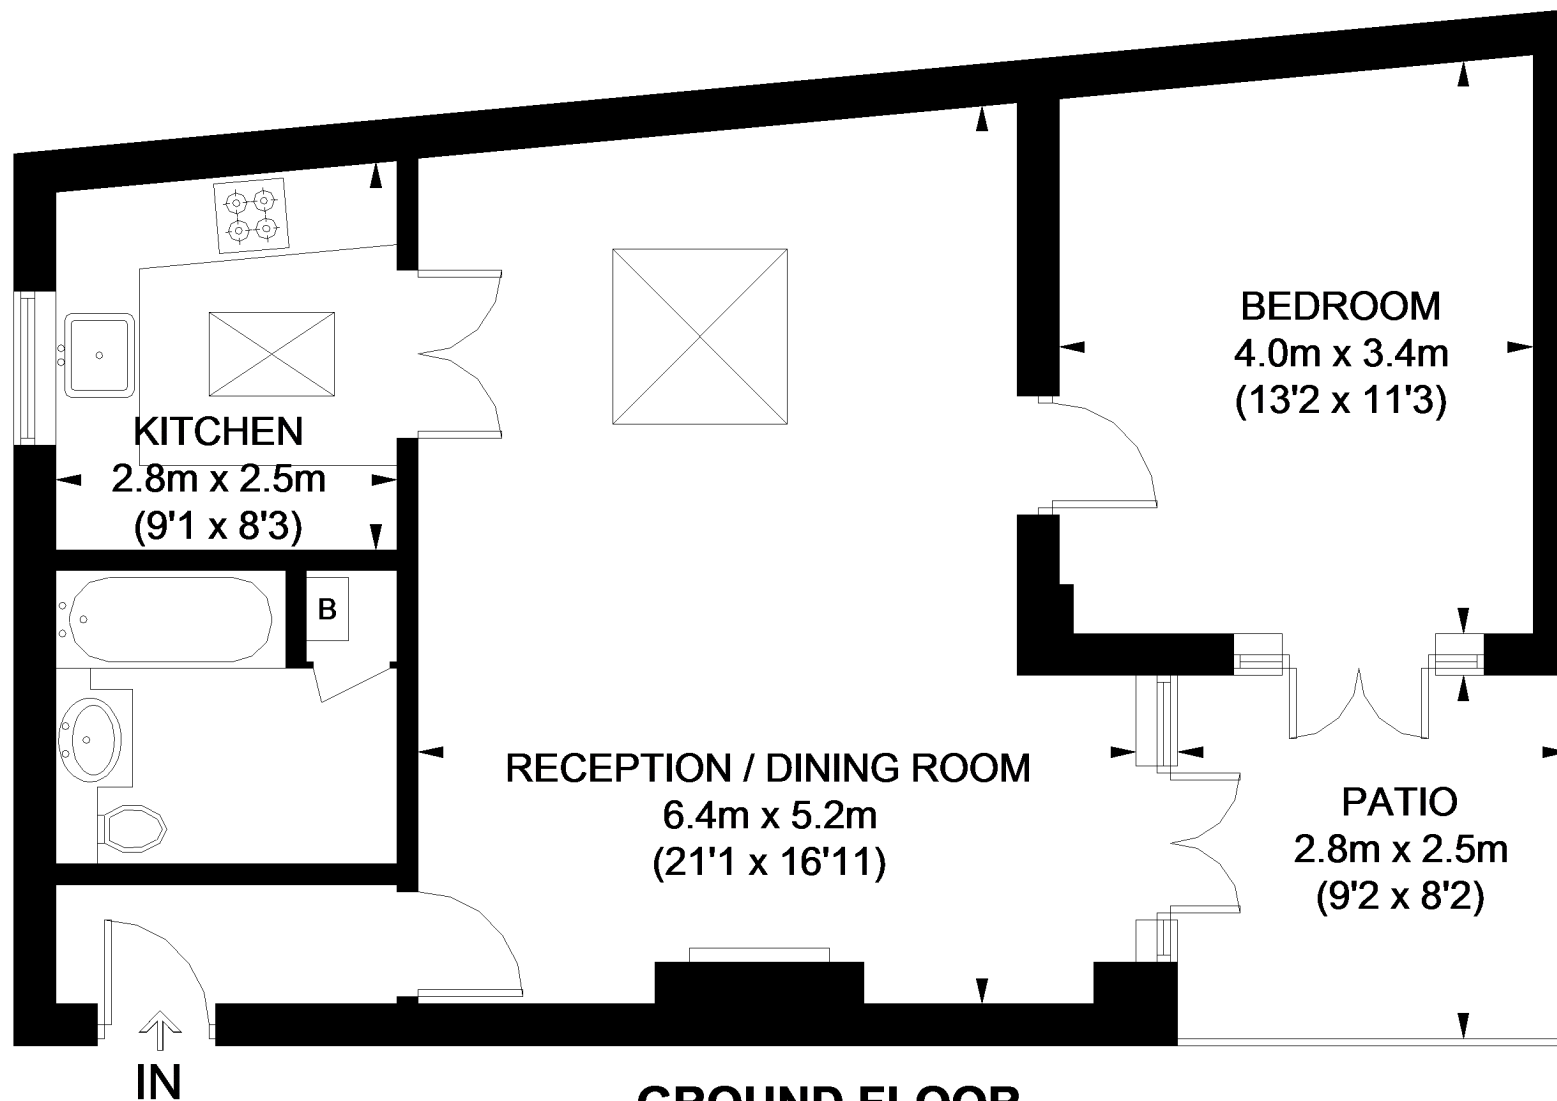 BEDROOM
4.0m x 3.4m
(13'2 x 11'3)
KITCHEN
2.8m x 2.5m
(9'1 x 8'3)
B
RECEPTION / DINING ROOM
6.4m x 5.2m
(21'1 x 16'11)
PATIO
2.8m x 2.5m
(9'2 x 8'2)
IN
GROUND FLOOR